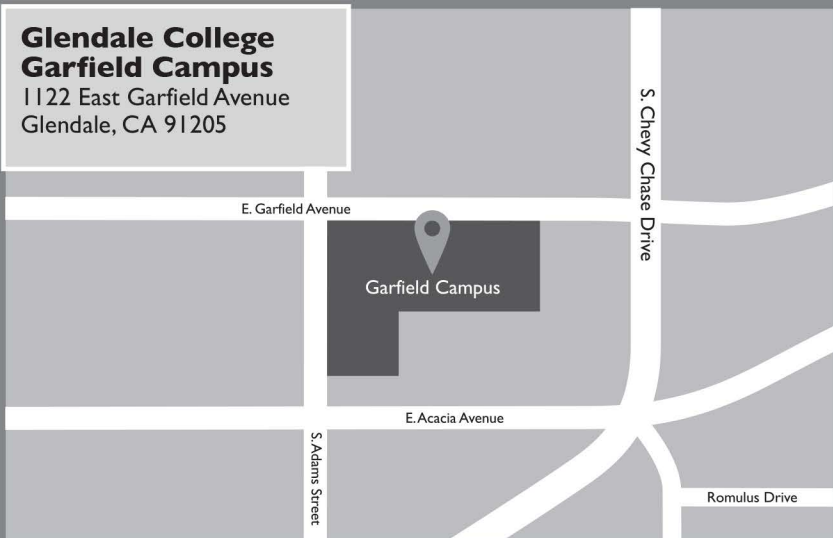 Glendale College
Garfield Campus
1122 East Garfield Avenue
Glendale, CA 91205
S. Chevy Chase Drive
E. Garfield Avenue
Garfield Campus
E. Acacia Avenue
S. Adams Street
Romulus Drive